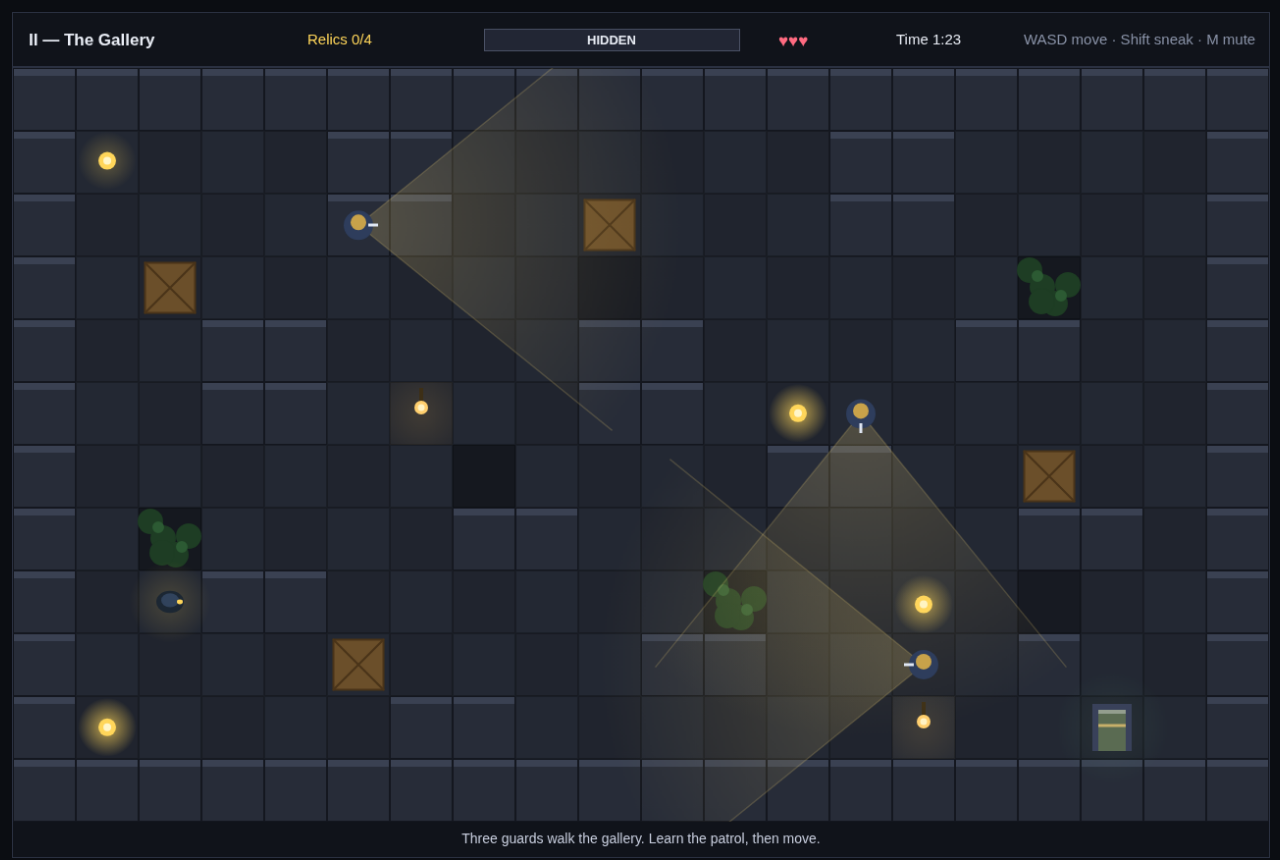 II — The Gallery
Relics 0/4
HIDDEN
♥♥♥
Time 1:23
WASD move · Shift sneak · M mute
Three guards walk the gallery. Learn the patrol, then move.